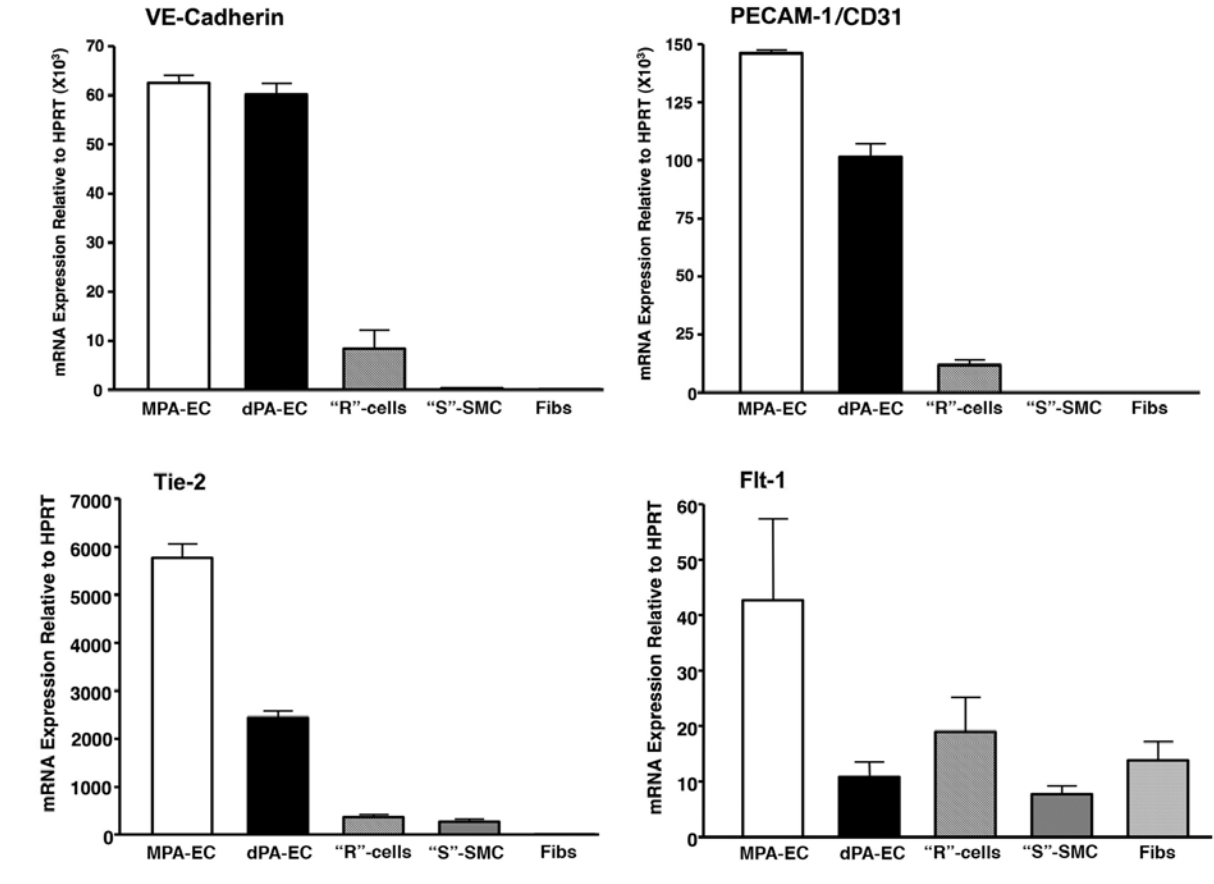 VE-Cadherin
mRNA Expression Relative to HPRT (X10³)
70
60
50
40
30
20
10
0
MPA-EC dPA-EC “R”-cells “S”-SMC Fibs
PECAM-1/CD31
mRNA Expression Relative to HPRT (X10³)
150
125
100
75
50
25
0
MPA-EC dPA-EC “R”-cells “S”-SMC Fibs
Tie-2
mRNA Expression Relative to HPRT
7000
6000
5000
4000
3000
2000
1000
0
MPA-EC dPA-EC “R”-cells “S”-SMC Fibs
Flt-1
mRNA Expression Relative to HPRT
60
50
40
30
20
10
0
MPA-EC dPA-EC “R”-cells “S”-SMC Fibs